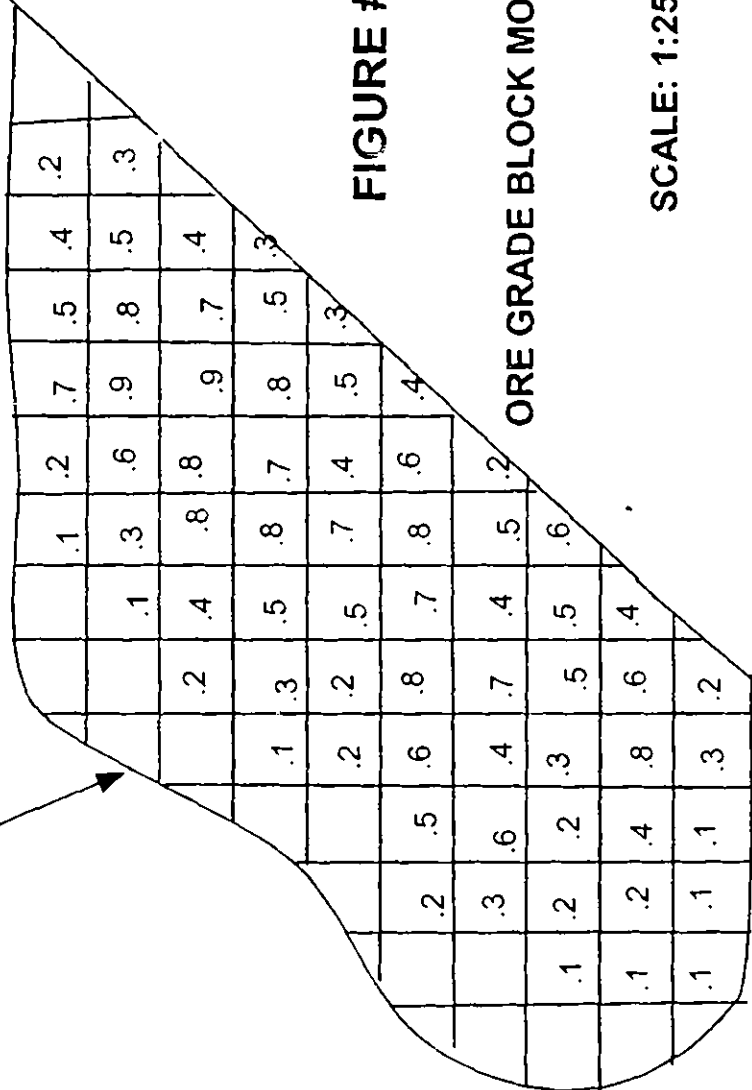 .1 .2 .7 .5 .4 .2
.1 .3 .6 .9 .8 .5 .3
.2 .4 .8 .8 .9 .7 .4
.1 .3 .5 .8 .7 .8 .5 .3
.2 .2 .5 .7 .4 .5 .3
.2 .5 .6 .8 .7 .8 .6 .4
.3 .6 .4 .7 .4 .5 .2
.1 .2 .2 .3 .5 .5 .6
.1 .2 .4 .8 .6 .4
.1 .1 .1 .3 .2
FIGURE #
ORE GRADE BLOCK MO
SCALE: 1:25